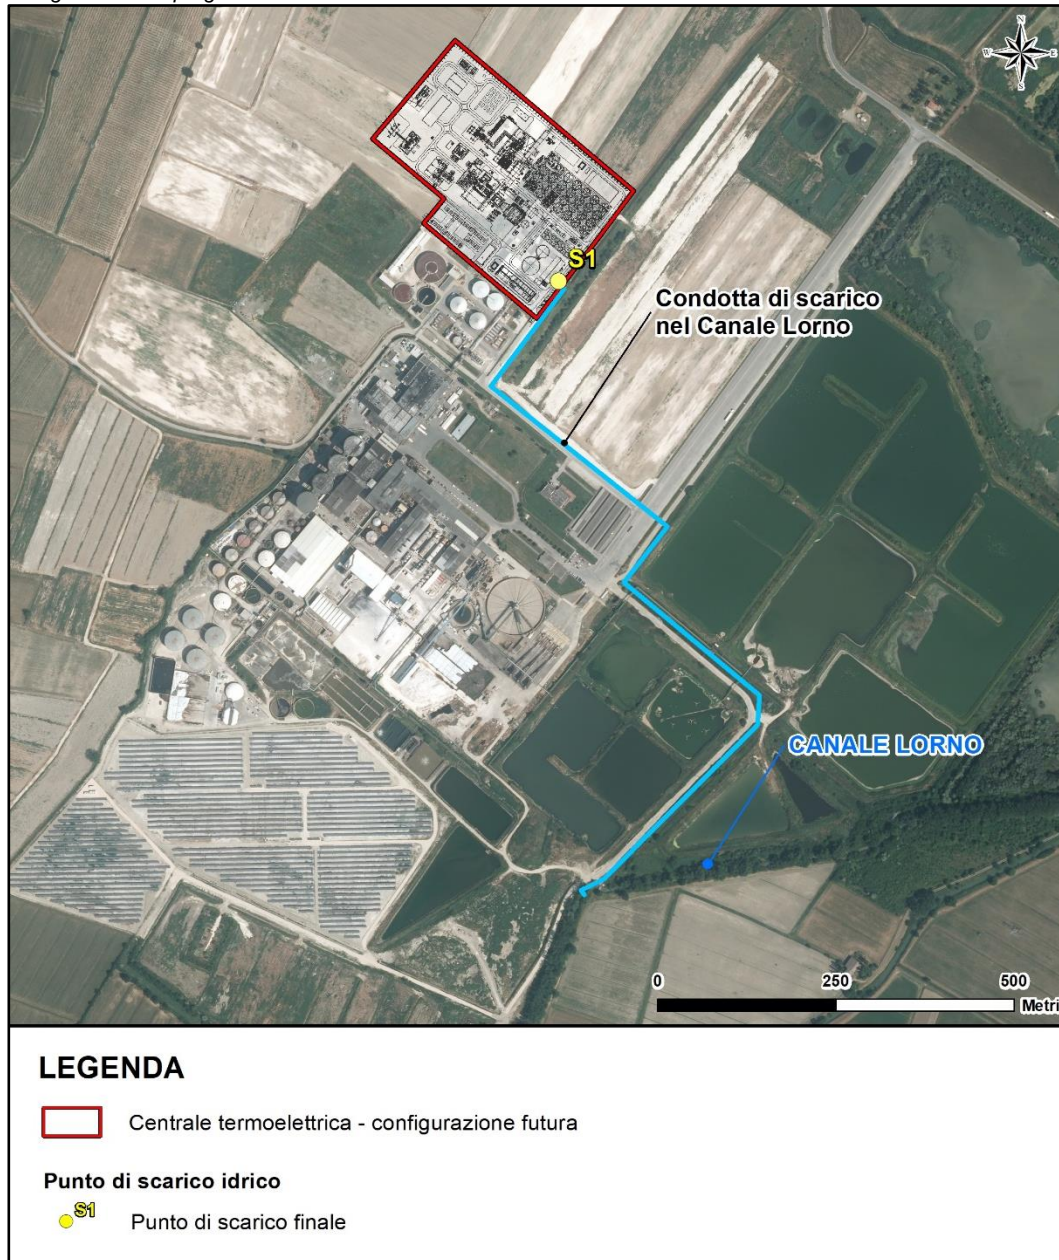 N
W E
S
S1
Condotta di scarico
nel Canale Lorno
CANALE LORNO
0 250 500
Metri
LEGENDA
Centrale termoelettrica - configurazione futura
Punto di scarico idrico
S1
Punto di scarico finale